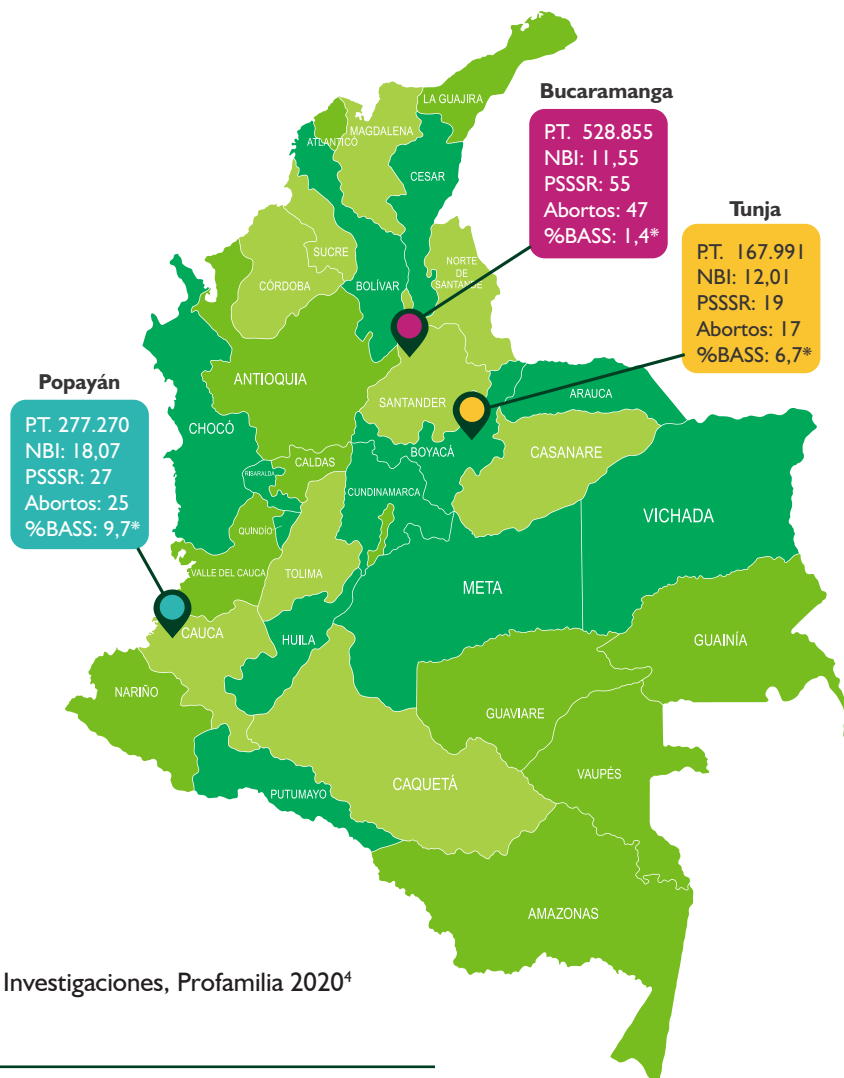 Bucaramanga
P.T. 528.855
NBI: 11,55
PSSSR: 55
Abortos: 47
%BASS: 1,4*
Tunja
P.T. 167.991
NBI: 12,01
PSSSR: 19
Abortos: 17
%BASS: 6,7*
Popayán
P.T. 277.270
NBI: 18,07
PSSSR: 27
Abortos: 25
%BASS: 9,7*
LA GUAJIRA
MAGDALENA
ATLANTICÓ
CESAR
SUCRE
NORTE
DE
SANTANDE
CÓRDOBA
BOLÍVAR
ANTIOQUIA
SANTANDER
ARAUCA
CHOCÓ
BOYACÁ
CASANARE
CALDAS
RISARALDA
CUNDINAMARCA
VICHADA
QUINDÍO
VALLE DEL CAUCA
TOLIMA
META
CAUCA
HUILA
GUAINÍA
NARIÑO
GUAVIARE
VAUPÉS
CAQUETÁ
PUTUMAYO
AMAZONAS
Investigaciones, Profamilia 2020⁴